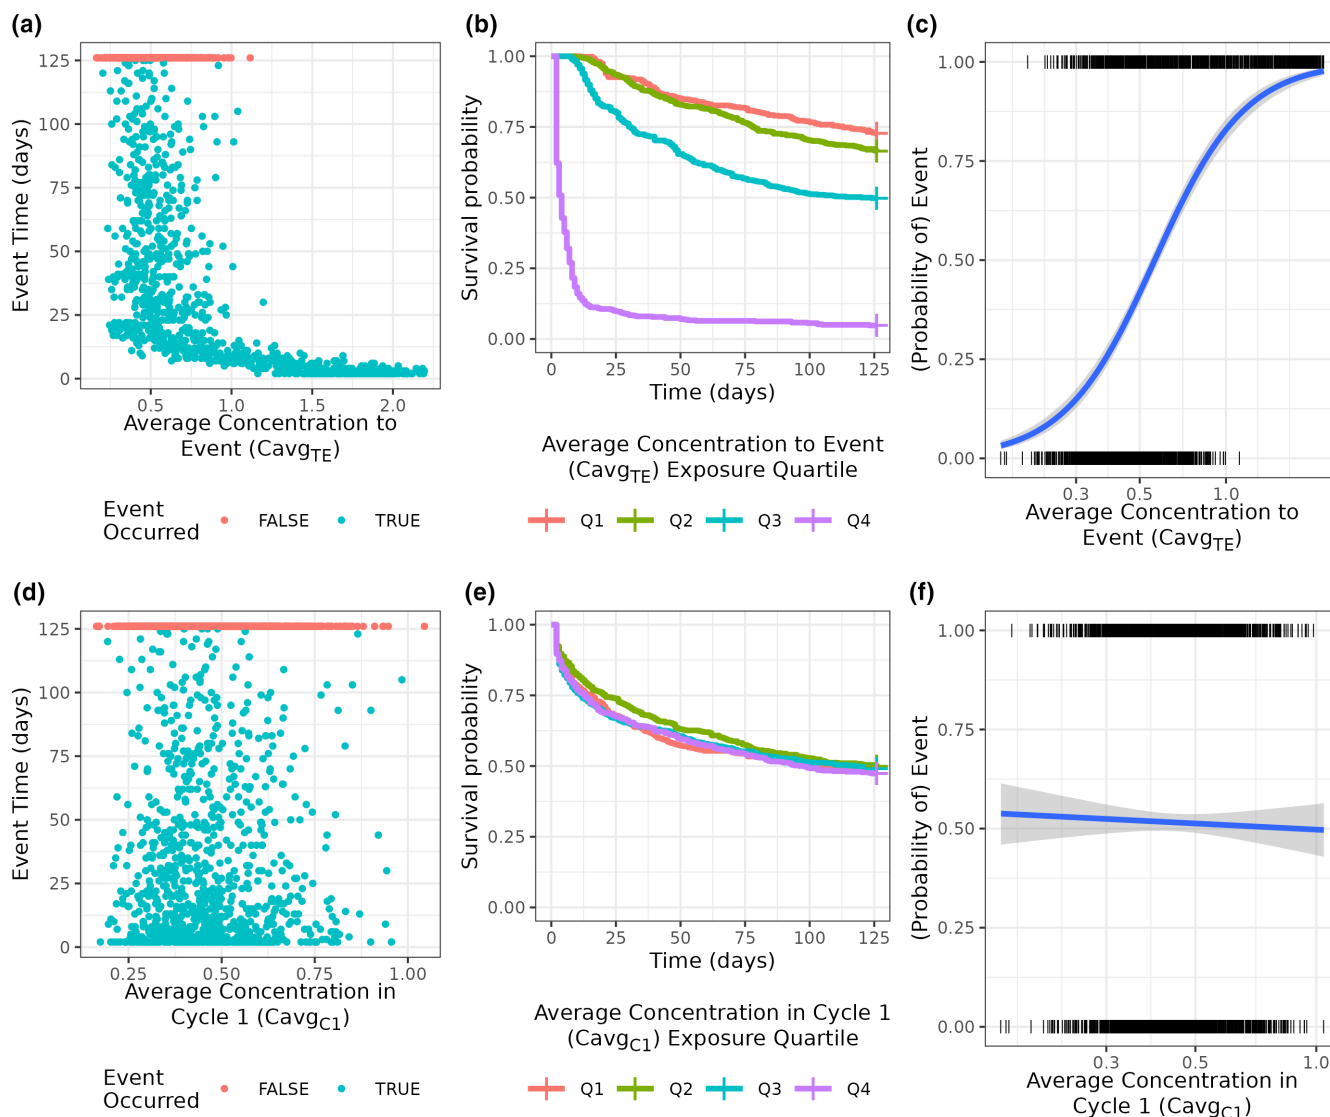 (a)
125
100
75
50
25
0
Event Time (days)
0.5 1.0 1.5 2.0
Average Concentration to
Event (CavgTE)
Event
Occurred
FALSE TRUE
(b)
1.00
0.75
0.50
0.25
0.00
Survival probability
0 25 50 75 100 125
Time (days)
Average Concentration to Event
(CavgTE) Exposure Quartile
Q1 Q2 Q3 Q4
(c)
1.00
0.75
0.50
0.25
0.00
(Probability of) Event
0.3 0.5 1.0
Average Concentration to
Event (CavgTE)
(d)
125
100
75
50
25
0
Event Time (days)
0.25 0.50 0.75 1.00
Average Concentration in
Cycle 1 (CavgC1)
Event
Occurred
FALSE TRUE
(e)
1.00
0.75
0.50
0.25
0.00
Survival probability
0 25 50 75 100 125
Time (days)
Average Concentration in Cycle 1
(CavgC1) Exposure Quartile
Q1 Q2 Q3 Q4
(f)
1.00
0.75
0.50
0.25
0.00
(Probability of) Event
0.3 0.5 1.0
Average Concentration in
Cycle 1 (CavgC1)